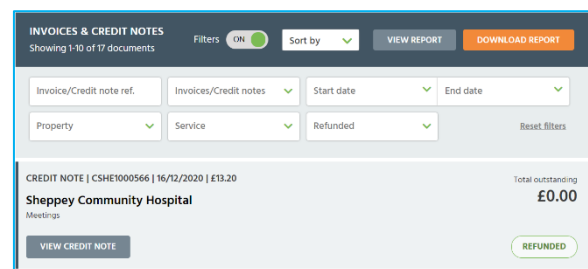 INVOICES & CREDIT NOTES
Showing 1-10 of 17 documents
Filters ON Sort by VIEW REPORT DOWNLOAD REPORT
Invoice/Credit note ref. Invoices/Credit notes Start date End date
Property Service Refunded Reset filters
CREDIT NOTE | CSHE1000566 | 16/12/2020 | £13.20
Total outstanding
£0.00
Sheppey Community Hospital
Meetings
VIEW CREDIT NOTE REFUNDED